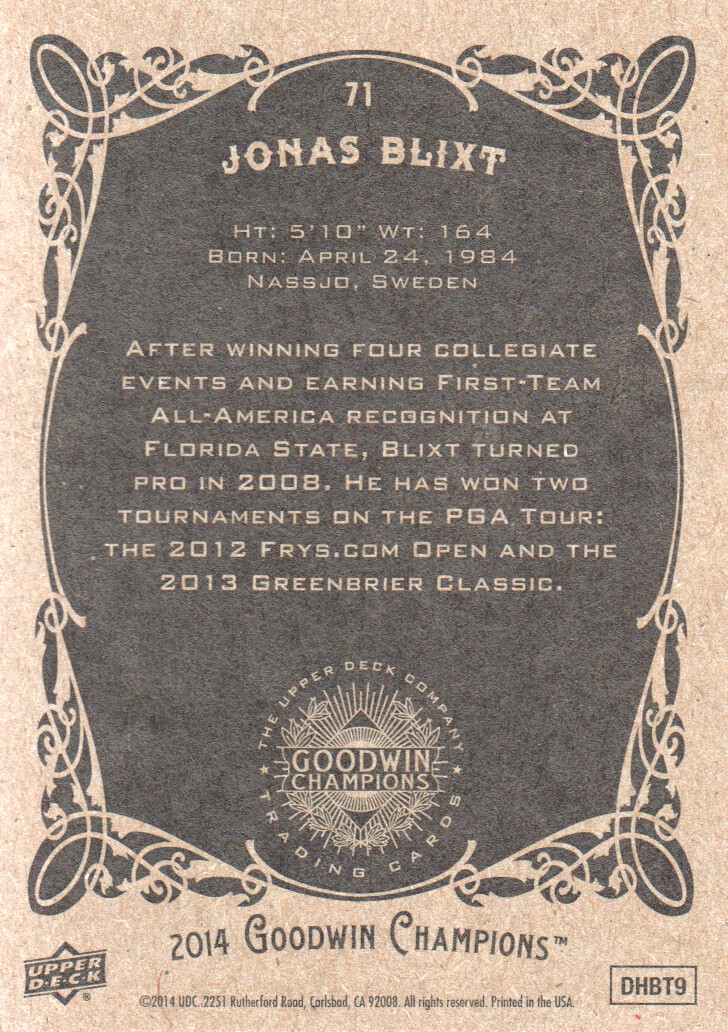 71
JONAS BLIXT
HT: 5'10" WT: 164
BORN: APRIL 24, 1984
NASSJO, SWEDEN
AFTER WINNING FOUR COLLEGIATE
EVENTS AND EARNING FIRST-TEAM
ALL-AMERICA RECOGNITION AT
FLORIDA STATE, BLIXT TURNED
PRO IN 2008. HE HAS WON TWO
TOURNAMENTS ON THE PGA TOUR:
THE 2012 FRYS.COM OPEN AND THE
2013 GREENBRIER CLASSIC.
THE UPPER DECK COMPANY
GOODWIN
CHAMPIONS
TRADING CARDS
2014 GOODWIN CHAMPIONS™
UPPER
D·E·C·K®
©2014 UDC. 2251 Rutherford Road, Carlsbad, CA 92008. All rights reserved. Printed in the USA.
DHBT9